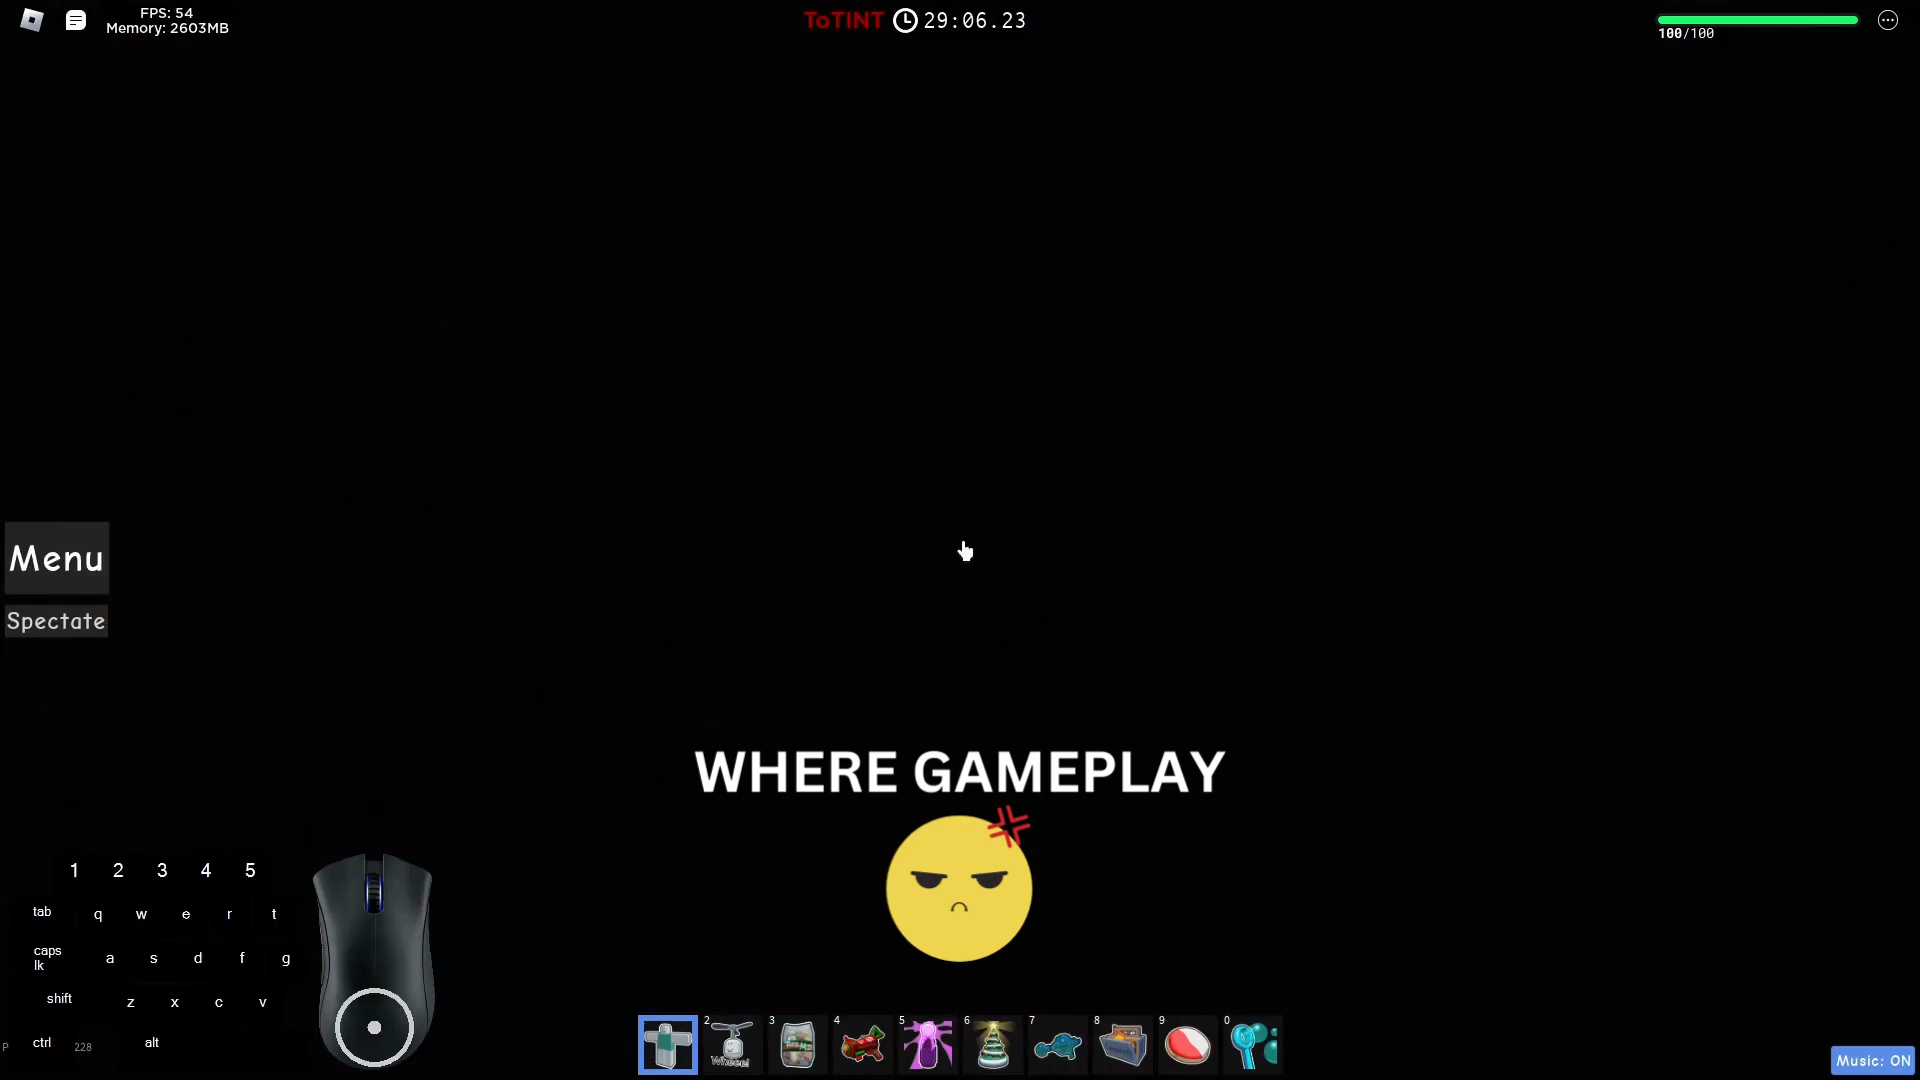 FPS: 54
Memory: 2603MB
ToTINT 29:06.23
100/100
Menu
Spectate
WHERE GAMEPLAY
1 2 3 4 5
tab q w e r t
caps lk a s d f g
shift z x c v
P ctrl 228 alt
2 3 4 5 6 7 8 9 0
Wheee!
Music: ON